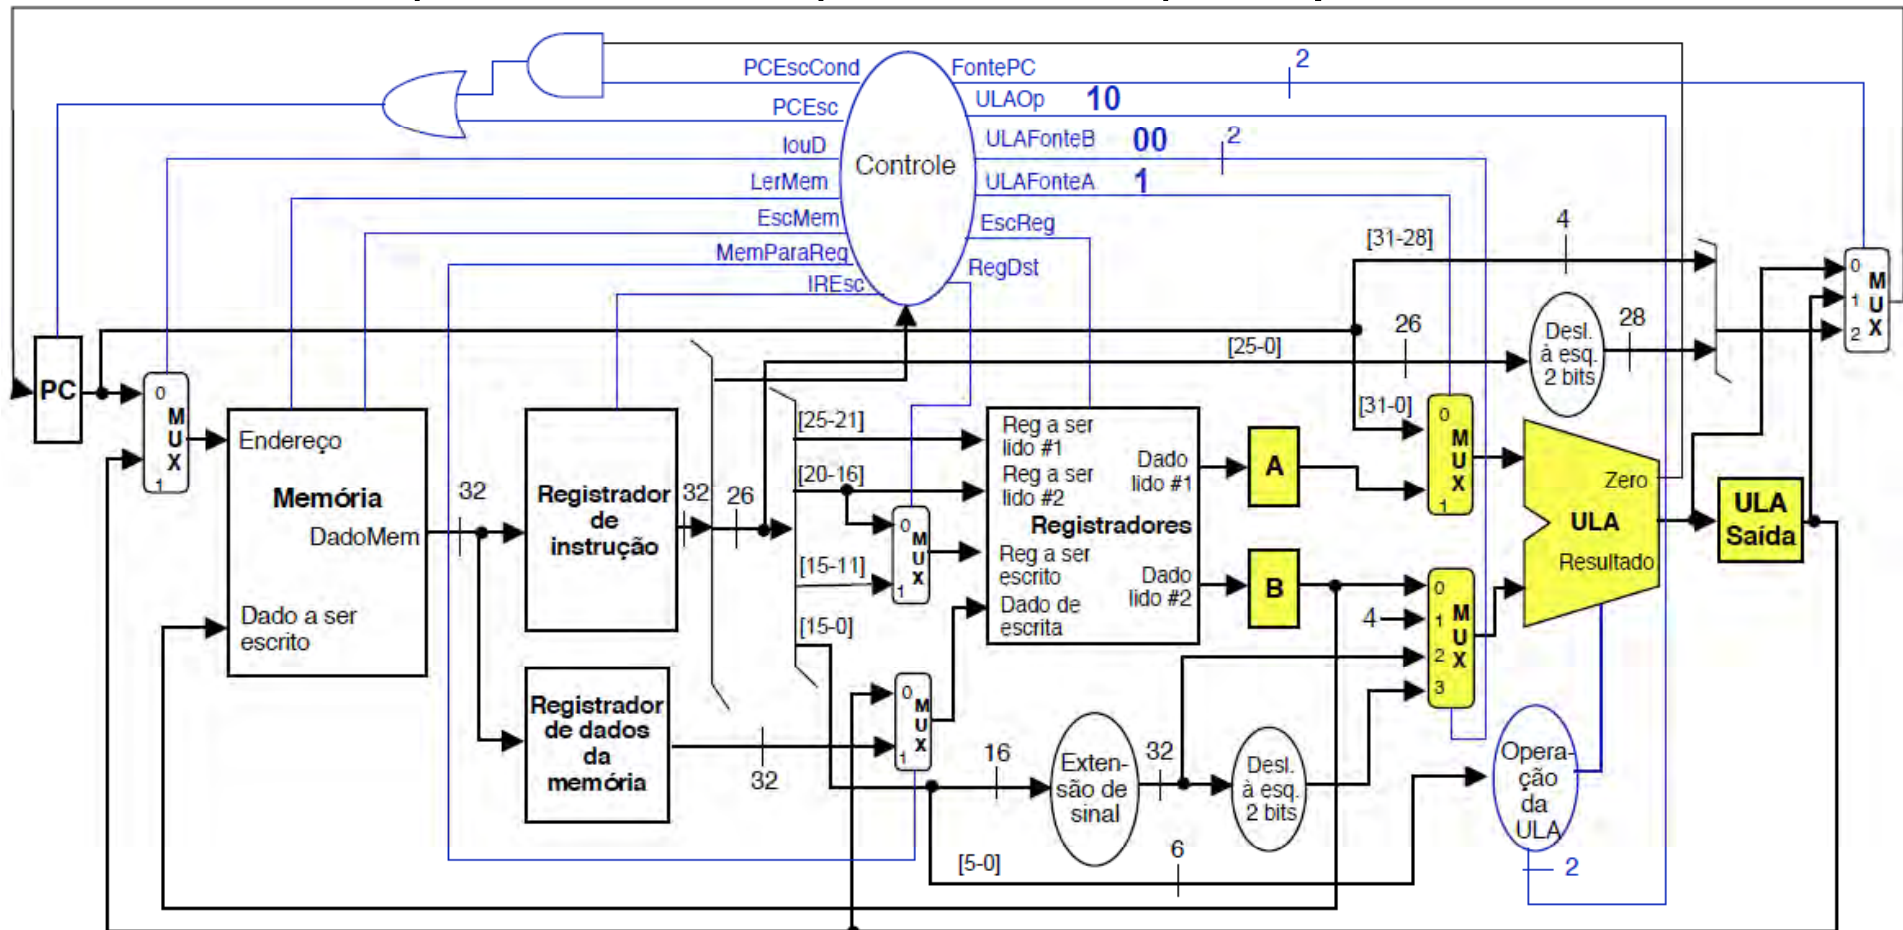 PCEscCond
PCEsc
IouD
LerMem
EscMem
MemParaReg
IREsc
Controle
FontePC
2
ULAOp 10
ULAFonteB 00
2
ULAFonteA 1
EscReg
RegDst
[31-28]
4
26
[25-0]
Desl.
à esq.
2 bits
28
0
1
2
MUX
PC
0
MUX
1
Endereço
Memória
DadoMem
Dado a ser
escrito
32
Registrador
de
instrução
32
26
Registrador
de dados
da
memória
32
[25-21]
[20-16]
[15-11]
[15-0]
0
MUX
1
0
MUX
1
Reg a ser
lido #1
Reg a ser
lido #2
Registradores
Reg a ser
escrito
Dado de
escrita
Dado
lido #1
Dado
lido #2
A
B
[31-0]
0
MUX
1
4
0
1
2
3
MUX
Zero
ULA
Resultado
ULA
Saída
16
Exten-
são de
sinal
32
Desl.
à esq.
2 bits
Opera-
ção
da
ULA
2
[5-0]
6